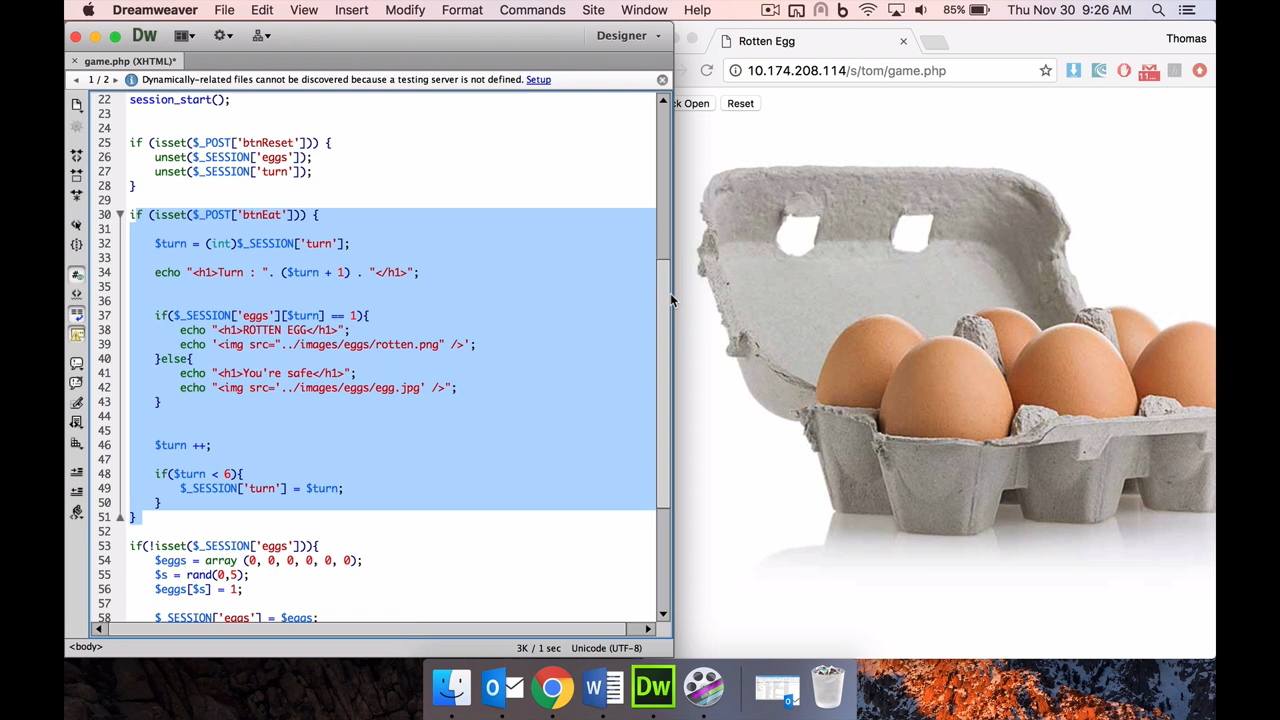 Dreamweaver File Edit View Insert Modify Format Commands Site Window Help 85% Thu Nov 30 9:26 AM
Dw Designer
game.php (XHTML)*
1 / 2 Dynamically-related files cannot be discovered because a testing server is not defined. Setup
22 session_start();
23
24
25 if (isset($_POST['btnReset'])) {
26 unset($_SESSION['eggs']);
27 unset($_SESSION['turn']);
28 }
29
30 if (isset($_POST['btnEat'])) {
31
32 $turn = (int)$_SESSION['turn'];
33
34 echo "<h1>Turn : ". ($turn + 1) . "</h1>";
35
36
37 if($_SESSION['eggs'][$turn] == 1){
38 echo "<h1>ROTTEN EGG</h1>";
39 echo '<img src="../images/eggs/rotten.png" />';
40 }else{
41 echo "<h1>You're safe</h1>";
42 echo "<img src='../images/eggs/egg.jpg' />";
43 }
44
45
46 $turn ++;
47
48 if($turn < 6){
49 $_SESSION['turn'] = $turn;
50 }
51 }
52
53 if(!isset($_SESSION['eggs'])){
54 $eggs = array (0, 0, 0, 0, 0, 0);
55 $s = rand(0,5);
56 $eggs[$s] = 1;
57
58 $_SESSION['eggs'] = $eggs;
<body> 3K / 1 sec Unicode (UTF-8)
Rotten Egg Thomas
10.174.208.114/s/tom/game.php
ck Open Reset
Dw